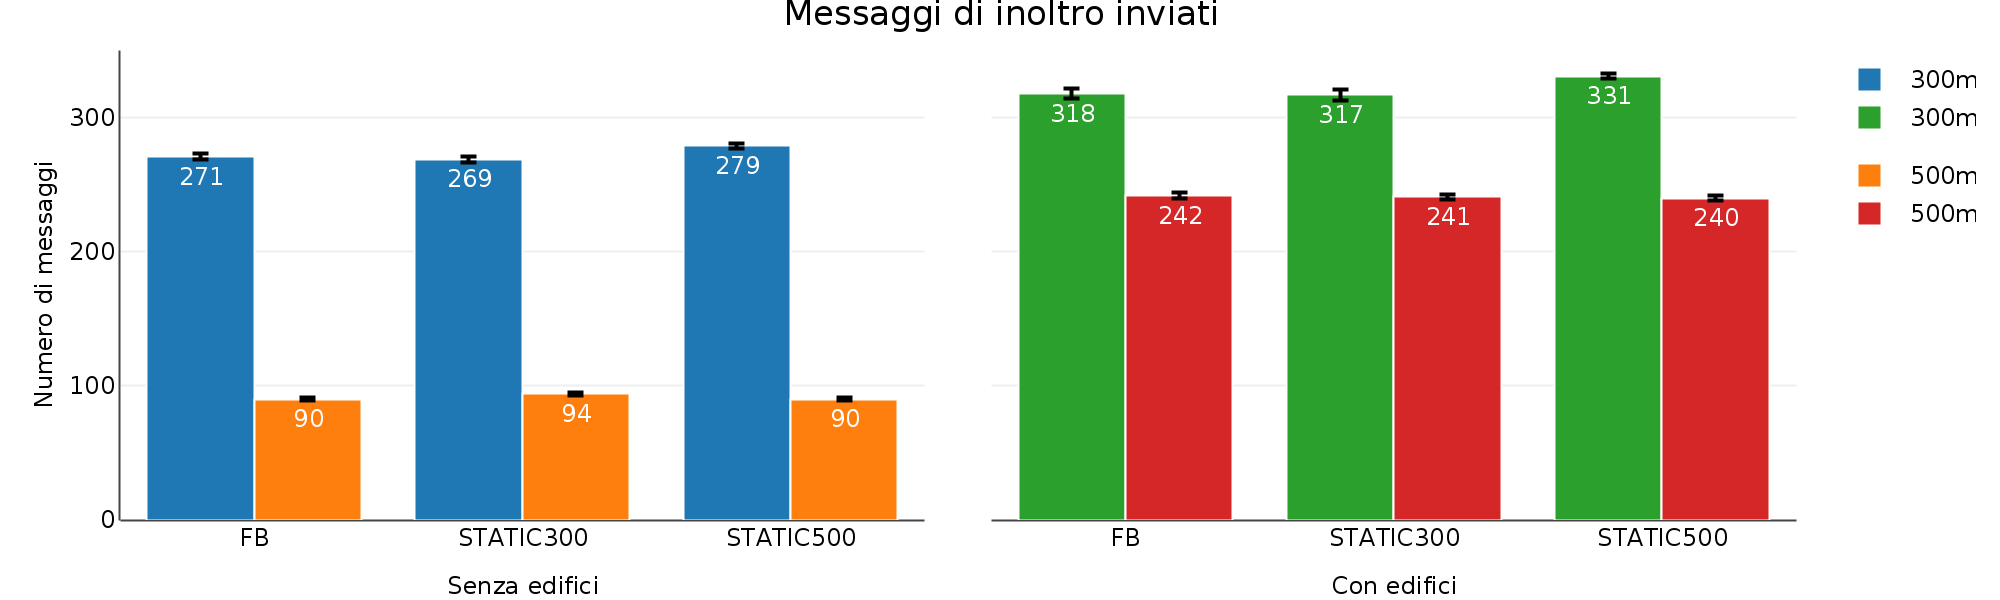 Messaggi di inoltro inviati
Numero di messaggi
300
200
100
0
271
90
269
94
279
90
FB
STATIC300
STATIC500
Senza edifici
318
242
317
241
331
240
FB
STATIC300
STATIC500
Con edifici
300m
300m
500m
500m